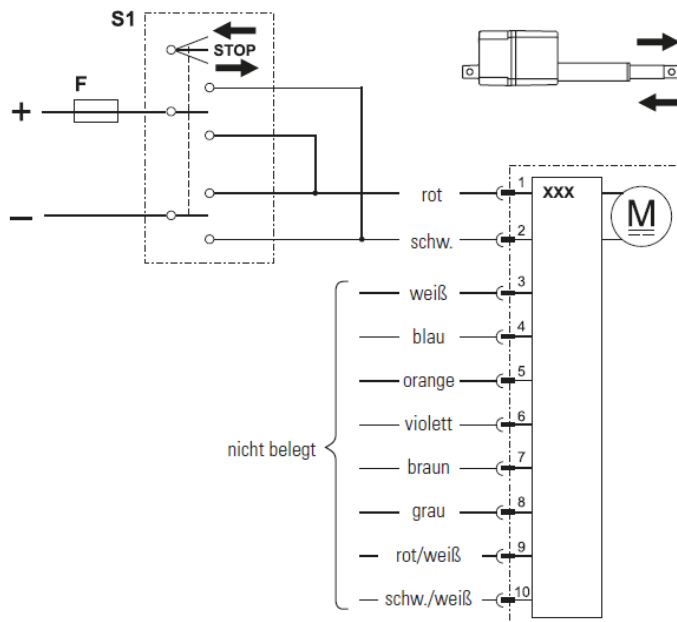 S1
STOP
F
+
−
1
rot
XXX
M
2
schw.
3
weiß
4
blau
5
orange
6
violett
nicht belegt
7
braun
8
grau
9
rot/weiß
10
schw./weiß